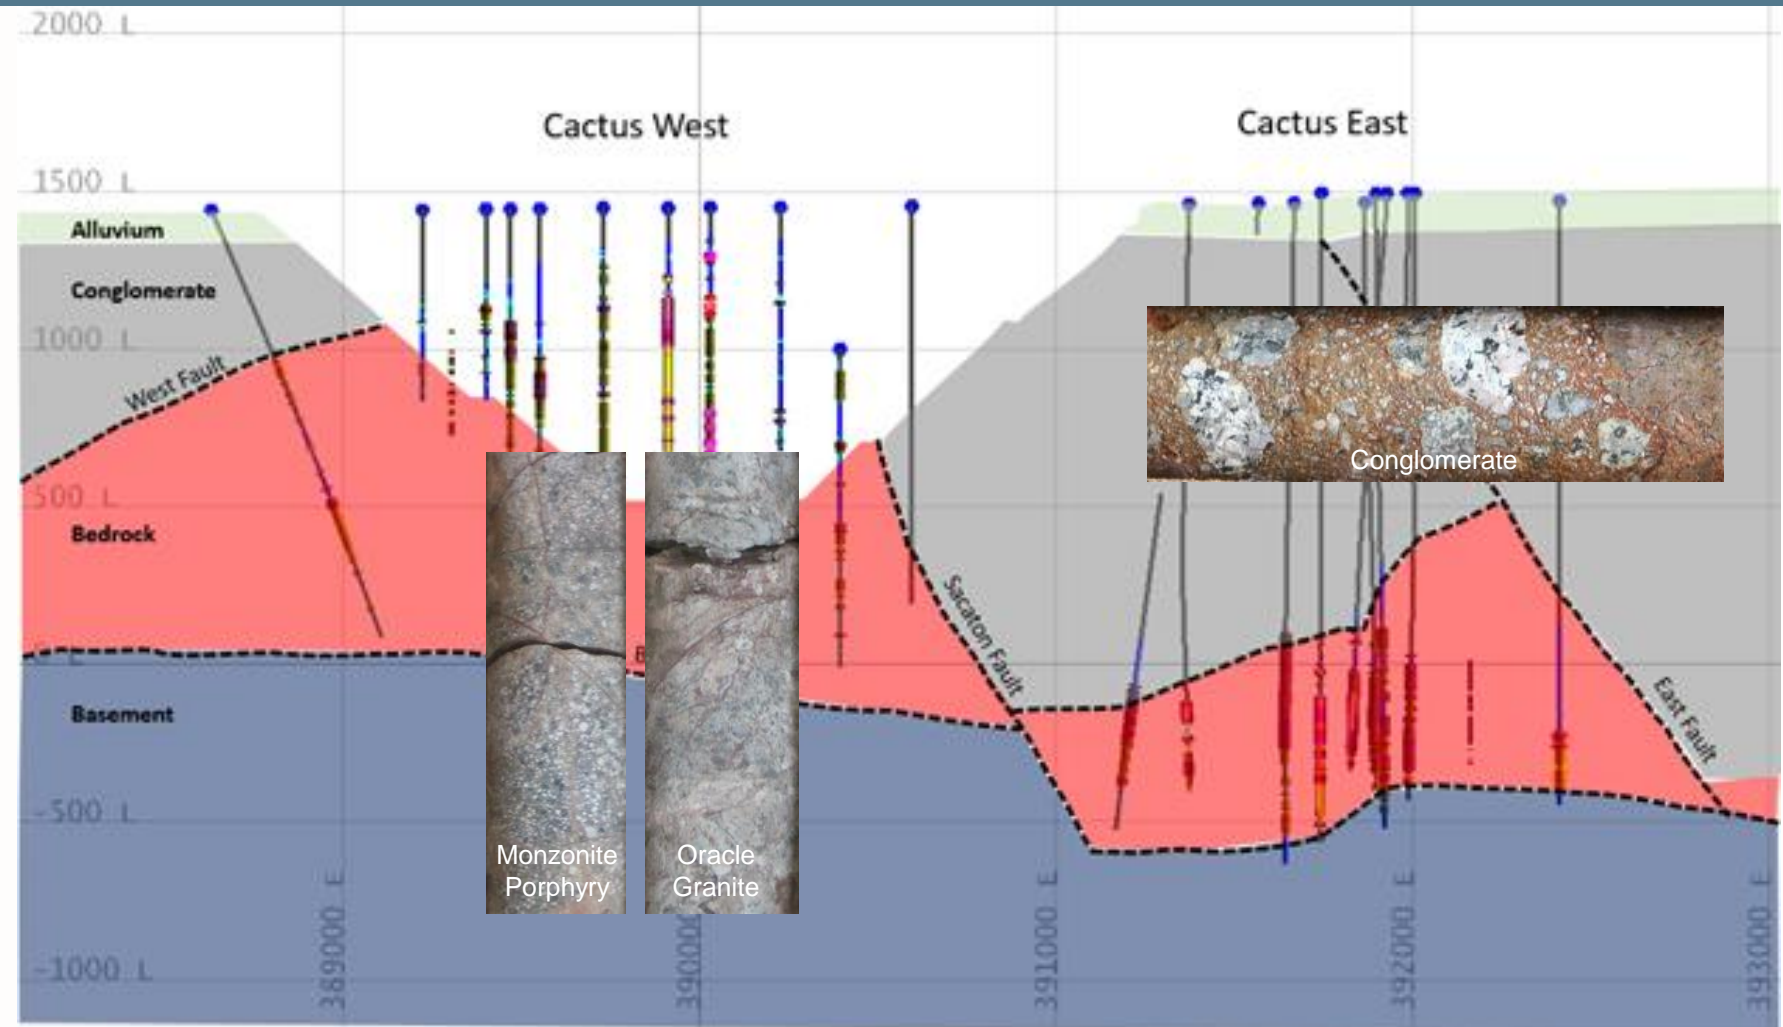 2000 L
Cactus West
Cactus East
1500 L
Alluvium
Conglomerate
1000 L
West Fault
Conglomerate
500 L
Bedrock
Sacaton Fault
East Fault
Basement
-500 L
Monzonite
Porphyry
Oracle
Granite
-1000 L
389000 E
390000
391000 E
392000 E
393000 E